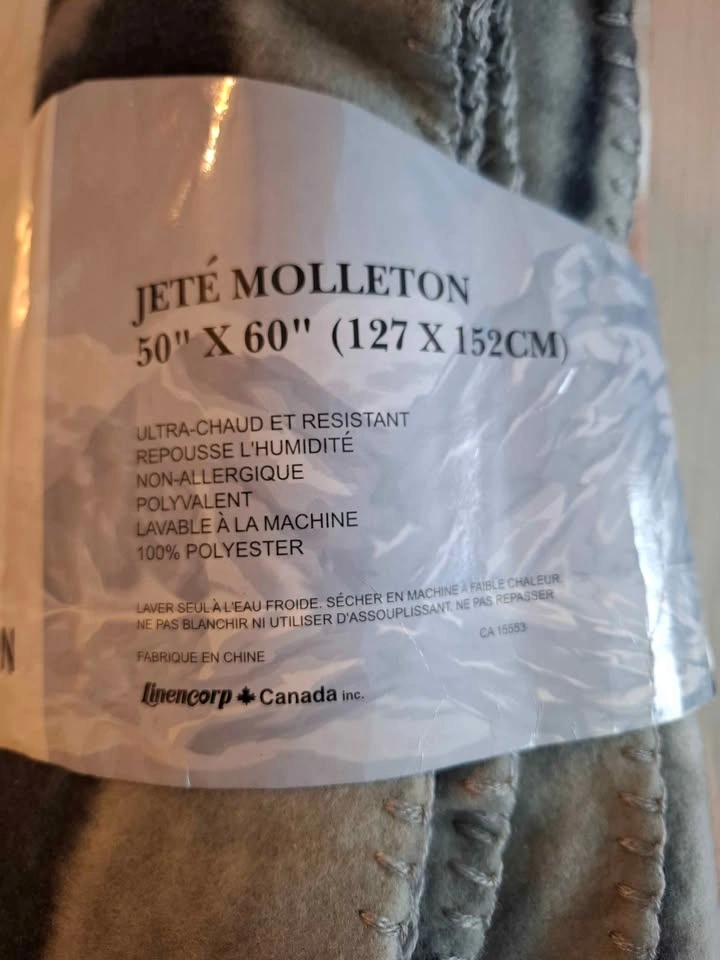 JETÉ MOLLETON
50" X 60" (127 X 152CM)
ULTRA-CHAUD ET RESISTANT
REPOUSSE L'HUMIDITÉ
NON-ALLERGIQUE
POLYVALENT
LAVABLE À LA MACHINE
100% POLYESTER
LAVER SEUL À L'EAU FROIDE. SÉCHER EN MACHINE À FAIBLE CHALEUR.
NE PAS BLANCHIR NI UTILISER D'ASSOUPLISSANT. NE PAS REPASSER
CA 15553
FABRIQUE EN CHINE
N
Linencorp Canada inc.